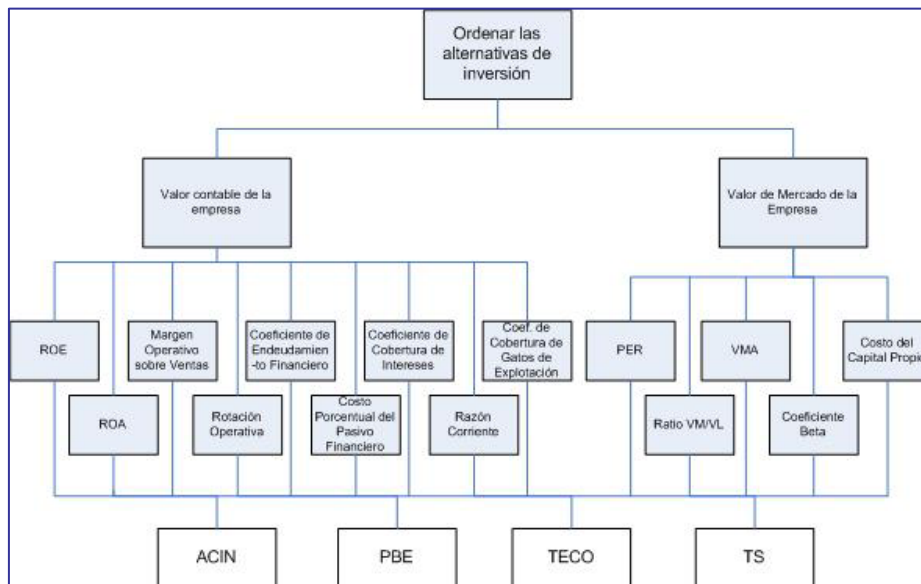 Ordenar las
alternativas de
inversión
Valor contable de la
empresa
Valor de Mercado de la
Empresa
ROE
Margen
Operativo
sobre Ventas
Coeficiente de
Endeudamien
-to Financiero
Coeficiente de
Cobertura de
Intereses
Coef. de
Cobertura de
Gatos de
Explotación
PER
VMA
Costo del
Capital Propio
ROA
Rotación
Operativa
Costo
Porcentual del
Pasivo
Financiero
Razón
Corriente
Ratio VM/VL
Coeficiente
Beta
ACIN
PBE
TECO
TS